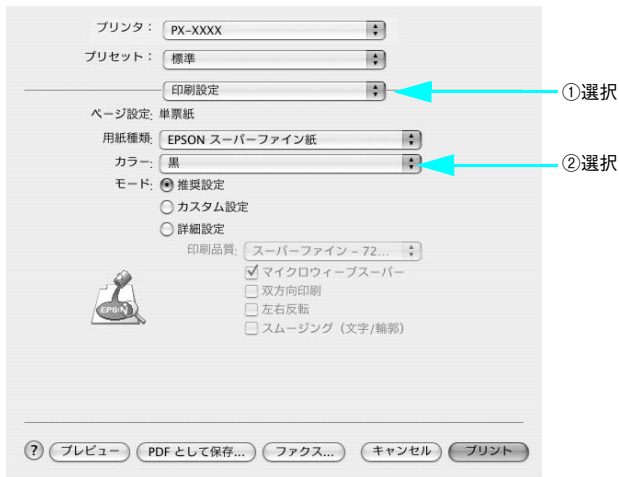 プリンタ： PX-XXXX
プリセット： 標準
印刷設定
①選択
ページ設定: 単票紙
用紙種類: EPSON スーパーファイン紙
カラー: 黒
②選択
モード: 推奨設定
カスタム設定
詳細設定
印刷品質: スーパーファイン – 72...
マイクロウィーブスーパー
双方向印刷
左右反転
スムージング（文字/輪郭）
EPSON
? プレビュー PDF として保存... ファクス... キャンセル プリント